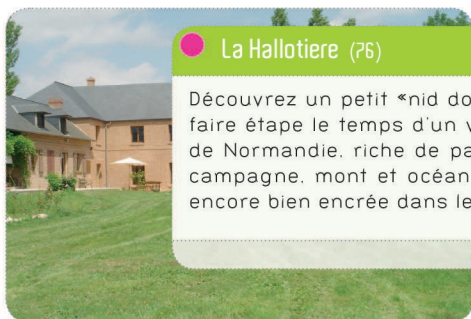 La Hallotiere (76)
Découvrez un petit «nid do
faire étape le temps d'un
de Normandie, riche de pa
campagne, mont et océan
encore bien encrée dans le